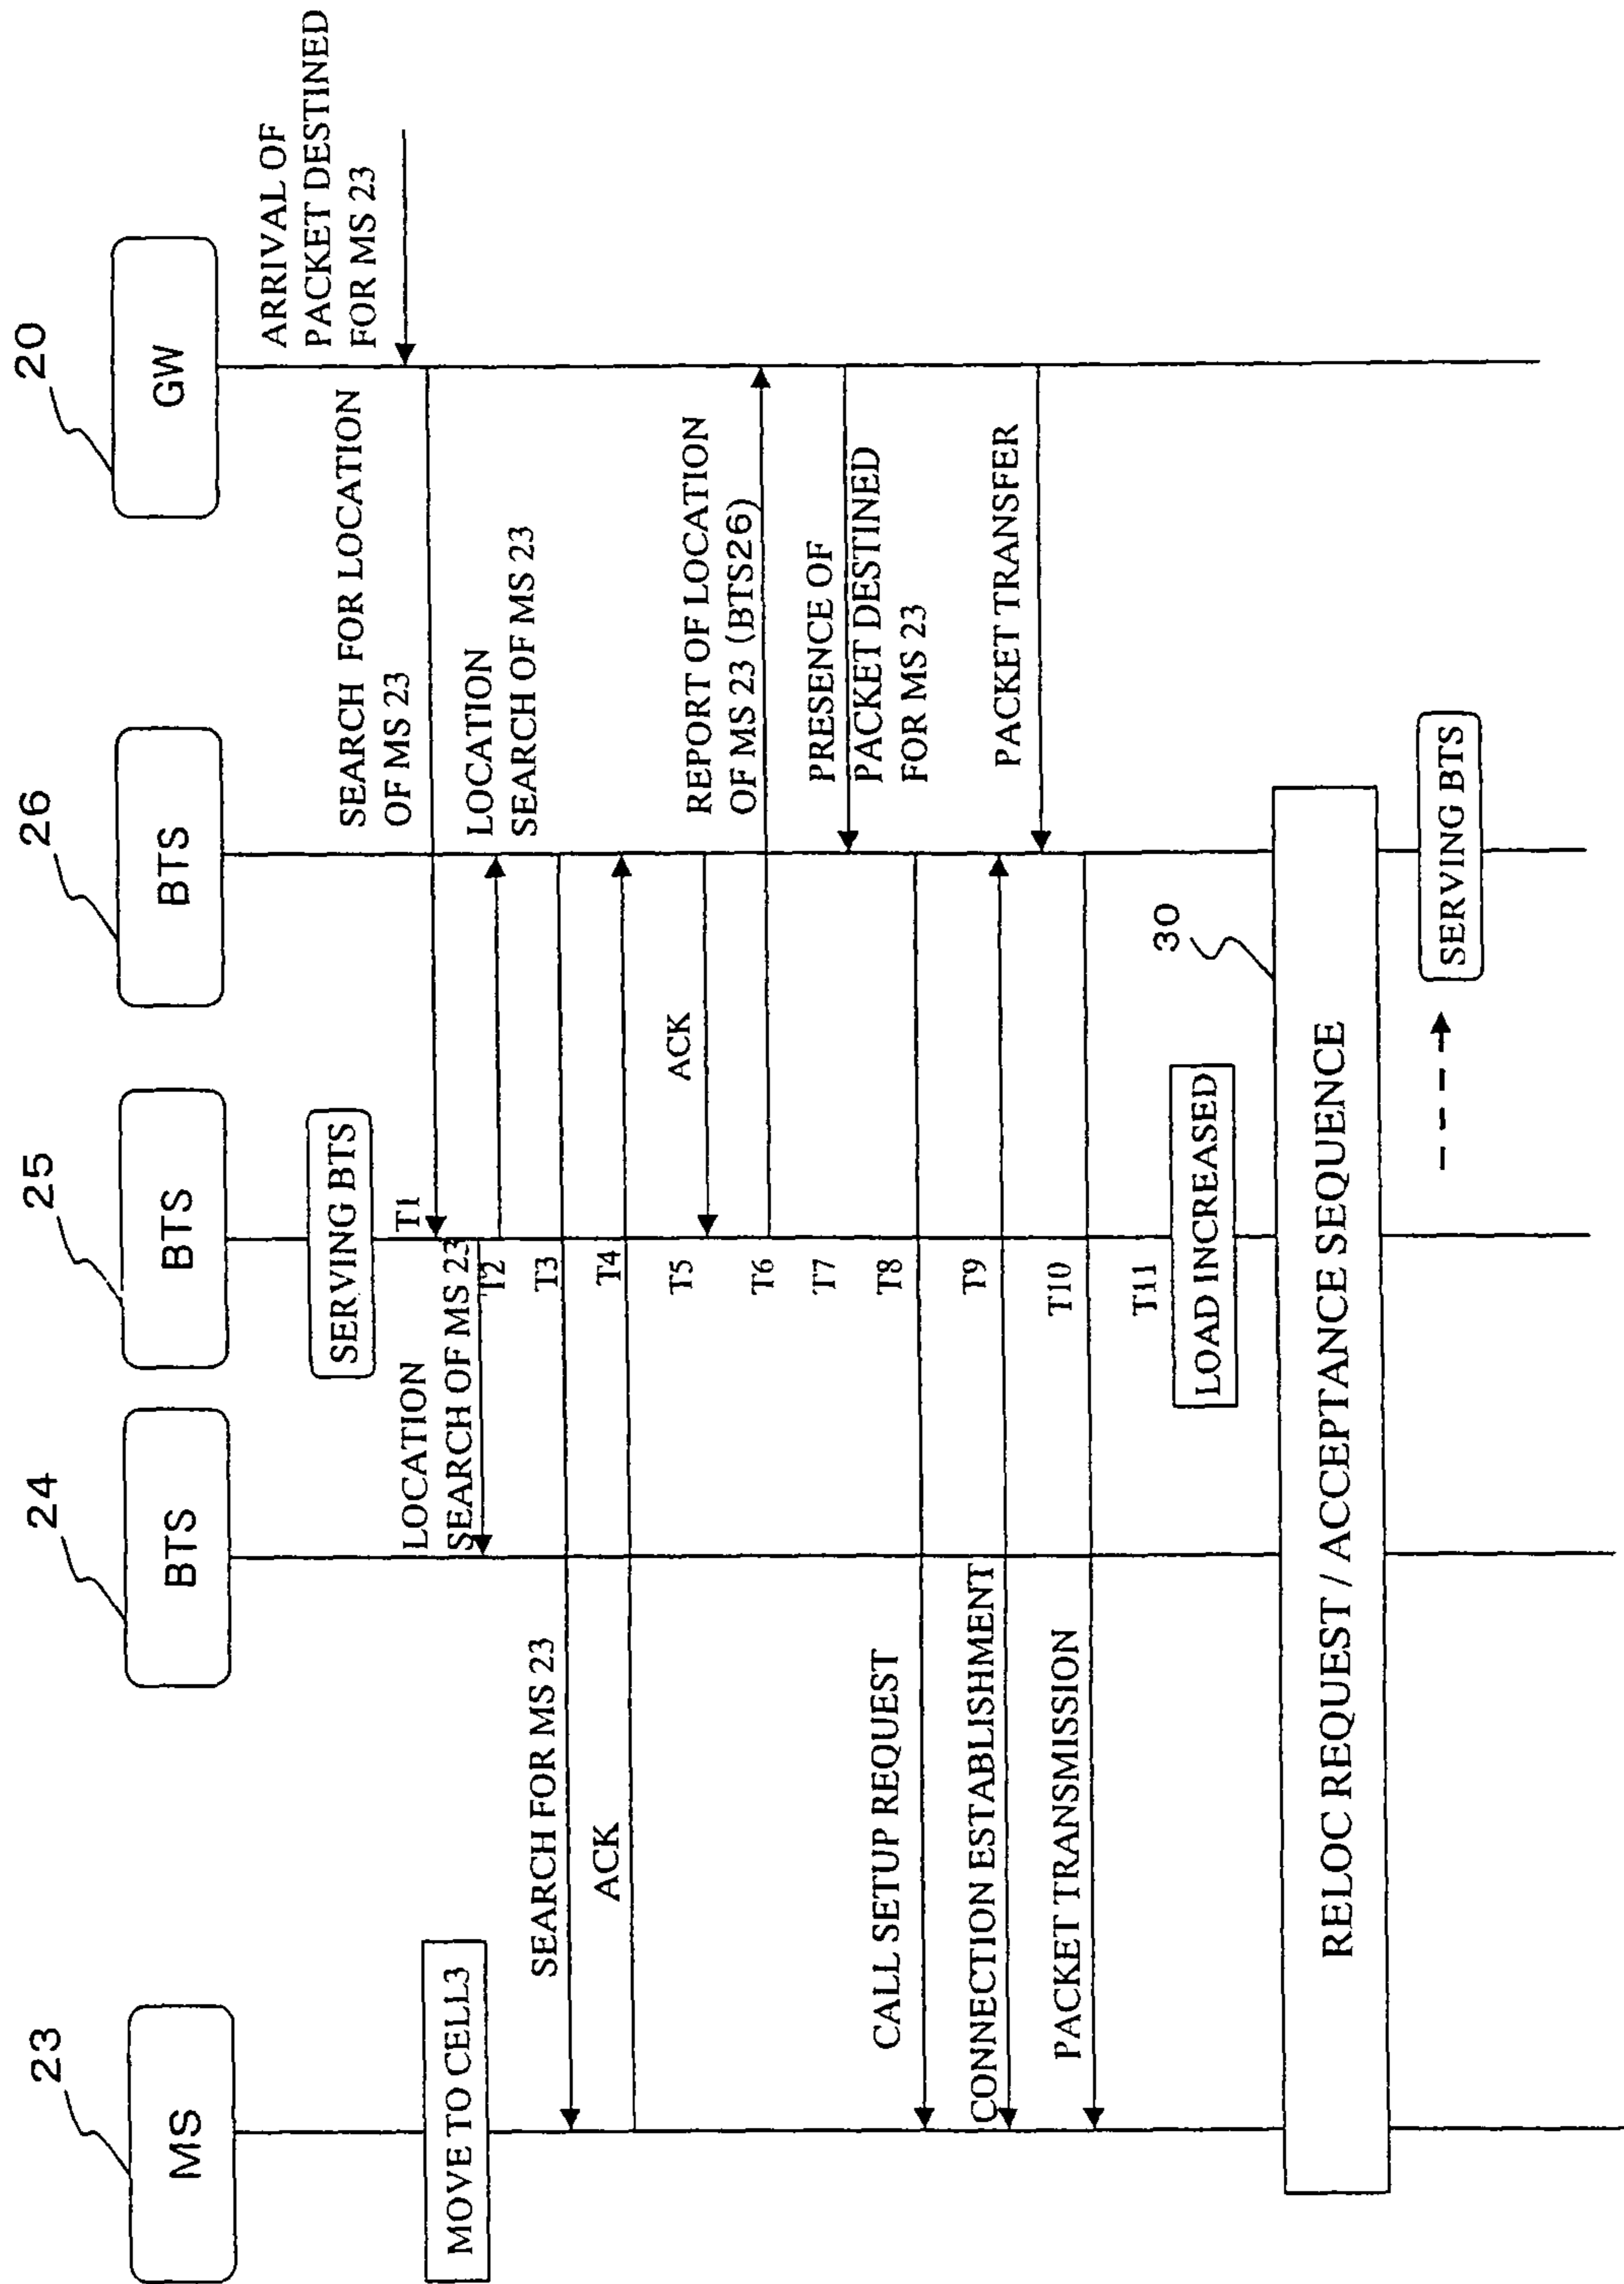 23
MS
24
BTS
25
BTS
26
BTS
20
GW
ARRIVAL OF
PACKET DESTINED
FOR MS 23
SERVING BTS
SEARCH FOR LOCATION
OF MS 23
T1
MOVE TO CELL3
LOCATION
SEARCH OF MS 23
T2
LOCATION
SEARCH OF MS 23
SEARCH FOR MS 23
T3
ACK
T4
T5
ACK
T6
REPORT OF LOCATION
OF MS 23 (BTS26)
T7
PRESENCE OF
PACKET DESTINED
FOR MS 23
CALL SETUP REQUEST
T8
CONNECTION ESTABLISHMENT
T9
PACKET TRANSFER
PACKET TRANSMISSION
T10
T11
LOAD INCREASED
30
RELOC REQUEST / ACCEPTANCE SEQUENCE
SERVING BTS